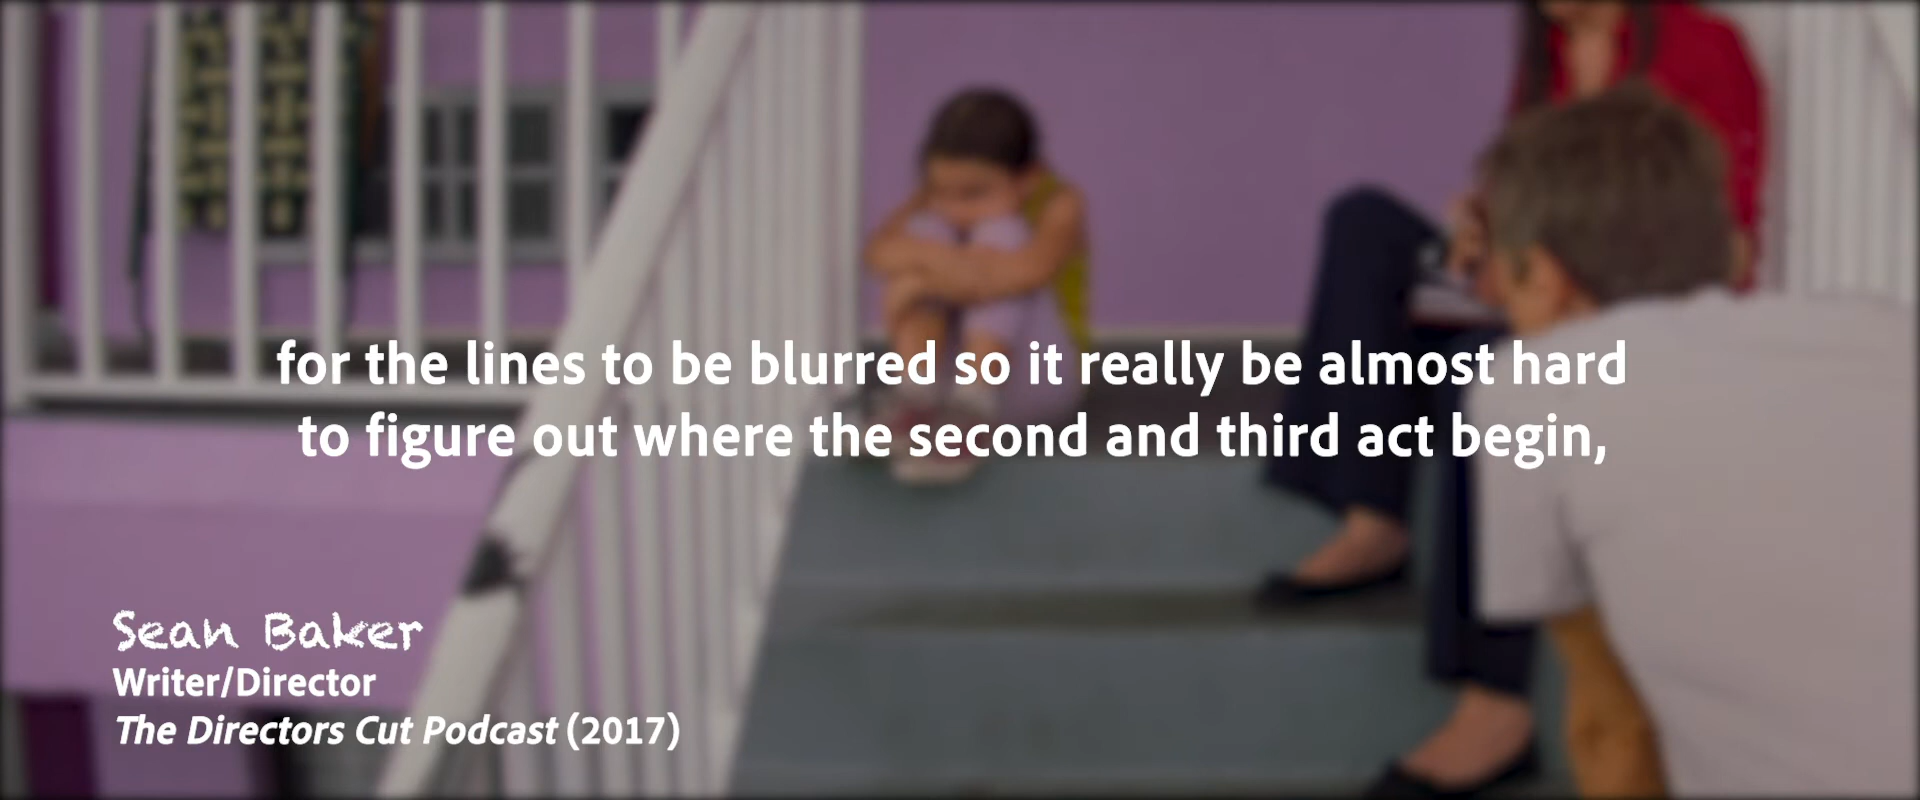 for the lines to be blurred so it really be almost hard
to figure out where the second and third act begin,
Sean Baker
Writer/Director
The Directors Cut Podcast (2017)